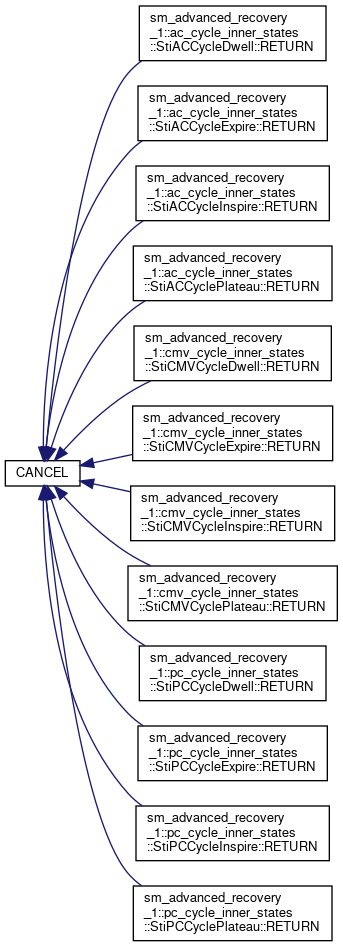 sm_advanced_recovery
_1::ac_cycle_inner_states
::StiACCycleDwell::RETURN
sm_advanced_recovery
_1::ac_cycle_inner_states
::StiACCycleExpire::RETURN
sm_advanced_recovery
_1::ac_cycle_inner_states
::StiACCycleInspire::RETURN
sm_advanced_recovery
_1::ac_cycle_inner_states
::StiACCyclePlateau::RETURN
sm_advanced_recovery
_1::cmv_cycle_inner_states
::StiCMVCycleDwell::RETURN
sm_advanced_recovery
_1::cmv_cycle_inner_states
::StiCMVCycleExpire::RETURN
CANCEL
sm_advanced_recovery
_1::cmv_cycle_inner_states
::StiCMVCycleInspire::RETURN
sm_advanced_recovery
_1::cmv_cycle_inner_states
::StiCMVCyclePlateau::RETURN
sm_advanced_recovery
_1::pc_cycle_inner_states
::StiPCCycleDwell::RETURN
sm_advanced_recovery
_1::pc_cycle_inner_states
::StiPCCycleExpire::RETURN
sm_advanced_recovery
_1::pc_cycle_inner_states
::StiPCCycleInspire::RETURN
sm_advanced_recovery
_1::pc_cycle_inner_states
::StiPCCyclePlateau::RETURN